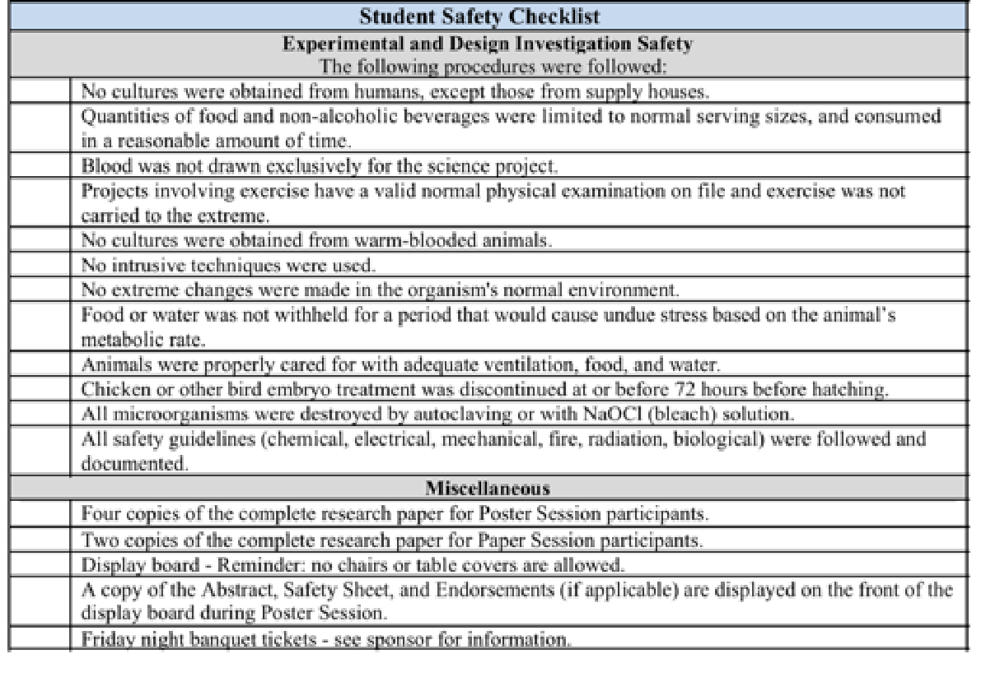 Student Safety Checklist
Experimental and Design Investigation Safety
The following procedures were followed:
No cultures were obtained from humans, except those from supply houses.
Quantities of food and non-alcoholic beverages were limited to normal serving sizes, and consumed
in a reasonable amount of time.
Blood was not drawn exclusively for the science project.
Projects involving exercise have a valid normal physical examination on file and exercise was not
carried to the extreme.
No cultures were obtained from warm-blooded animals.
No intrusive techniques were used.
No extreme changes were made in the organism's normal environment.
Food or water was not withheld for a period that would cause undue stress based on the animal's
metabolic rate.
Animals were properly cared for with adequate ventilation, food, and water.
Chicken or other bird embryo treatment was discontinued at or before 72 hours before hatching.
All microorganisms were destroyed by autoclaving or with NaOCl (bleach) solution.
All safety guidelines (chemical, electrical, mechanical, fire, radiation, biological) were followed and
documented.
Miscellaneous
Four copies of the complete research paper for Poster Session participants.
Two copies of the complete research paper for Paper Session participants.
Display board - Reminder: no chairs or table covers are allowed.
A copy of the Abstract, Safety Sheet, and Endorsements (if applicable) are displayed on the front of the
display board during Poster Session.
Friday night banquet tickets - see sponsor for information.